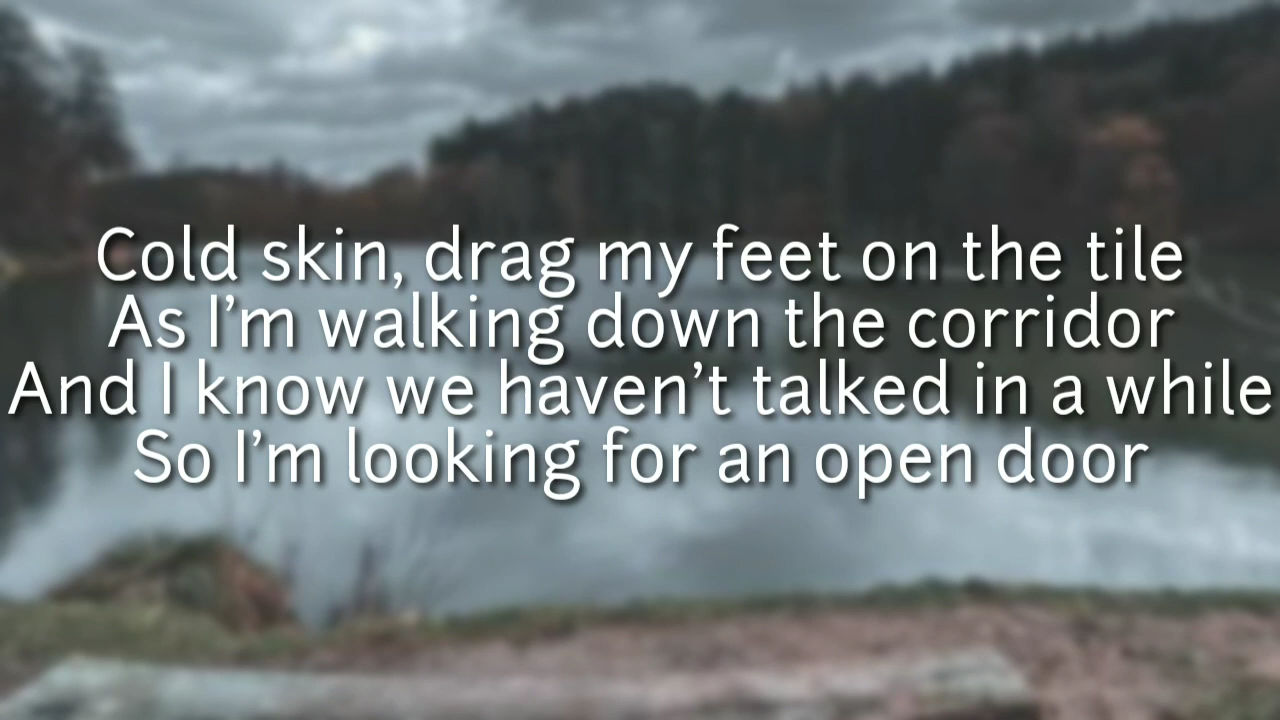 Cold skin, drag my feet on the tile
As I'm walking down the corridor
And I know we haven't talked in a while
So I'm looking for an open door